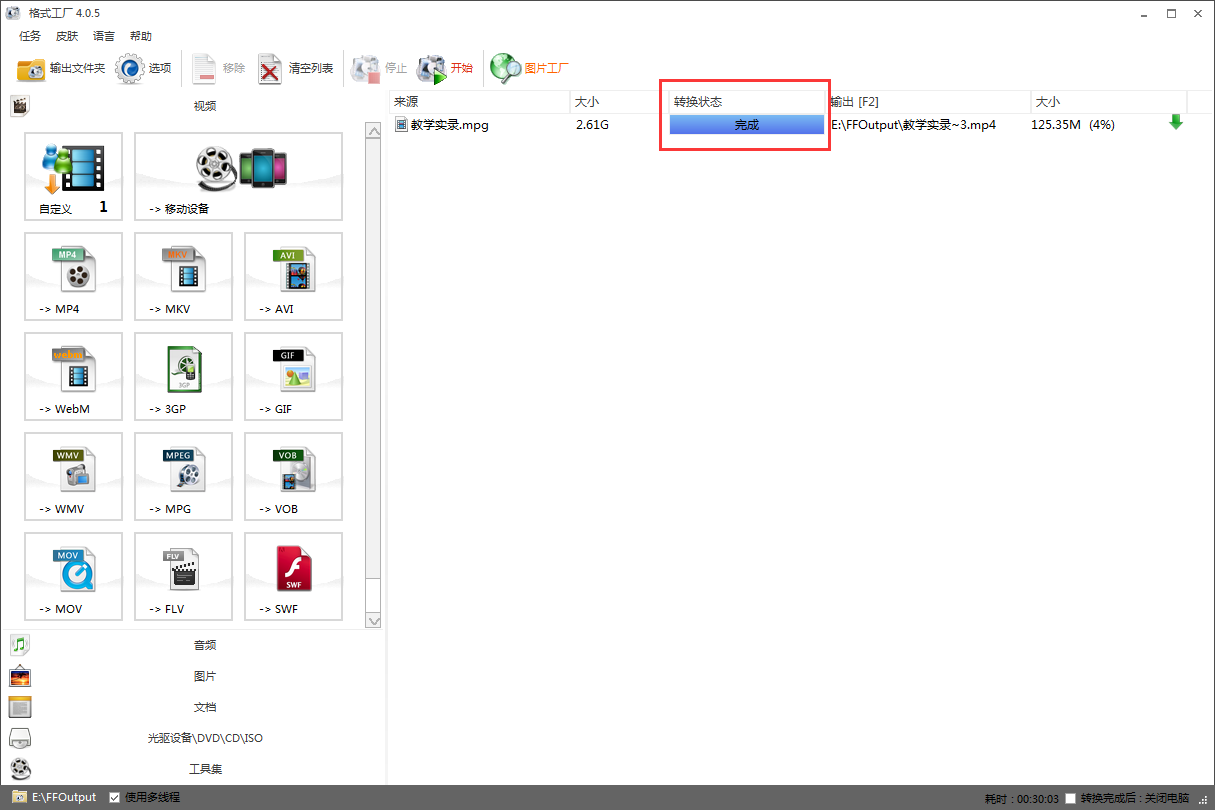 格式工厂 4.0.5
任务 皮肤 语言 帮助
输出文件夹 选项 移除 清空列表 停止 开始 图片工厂
视频
来源 大小 转换状态 输出 [F2] 大小
教学实录.mpg 2.61G 完成 E:\FFOutput\教学实录~3.mp4 125.35M (4%)
自定义 1 -> 移动设备
MP4 MKV AVI
-> MP4 -> MKV -> AVI
webm 3GP GIF
-> WebM -> 3GP -> GIF
WMV MPEG VOB
-> WMV -> MPG -> VOB
MOV FLV SWF
-> MOV -> FLV -> SWF
音频
图片
文档
光驱设备\DVD\CD\ISO
工具集
E:\FFOutput 使用多线程 耗时 : 00:30:03 转换完成后 : 关闭电脑